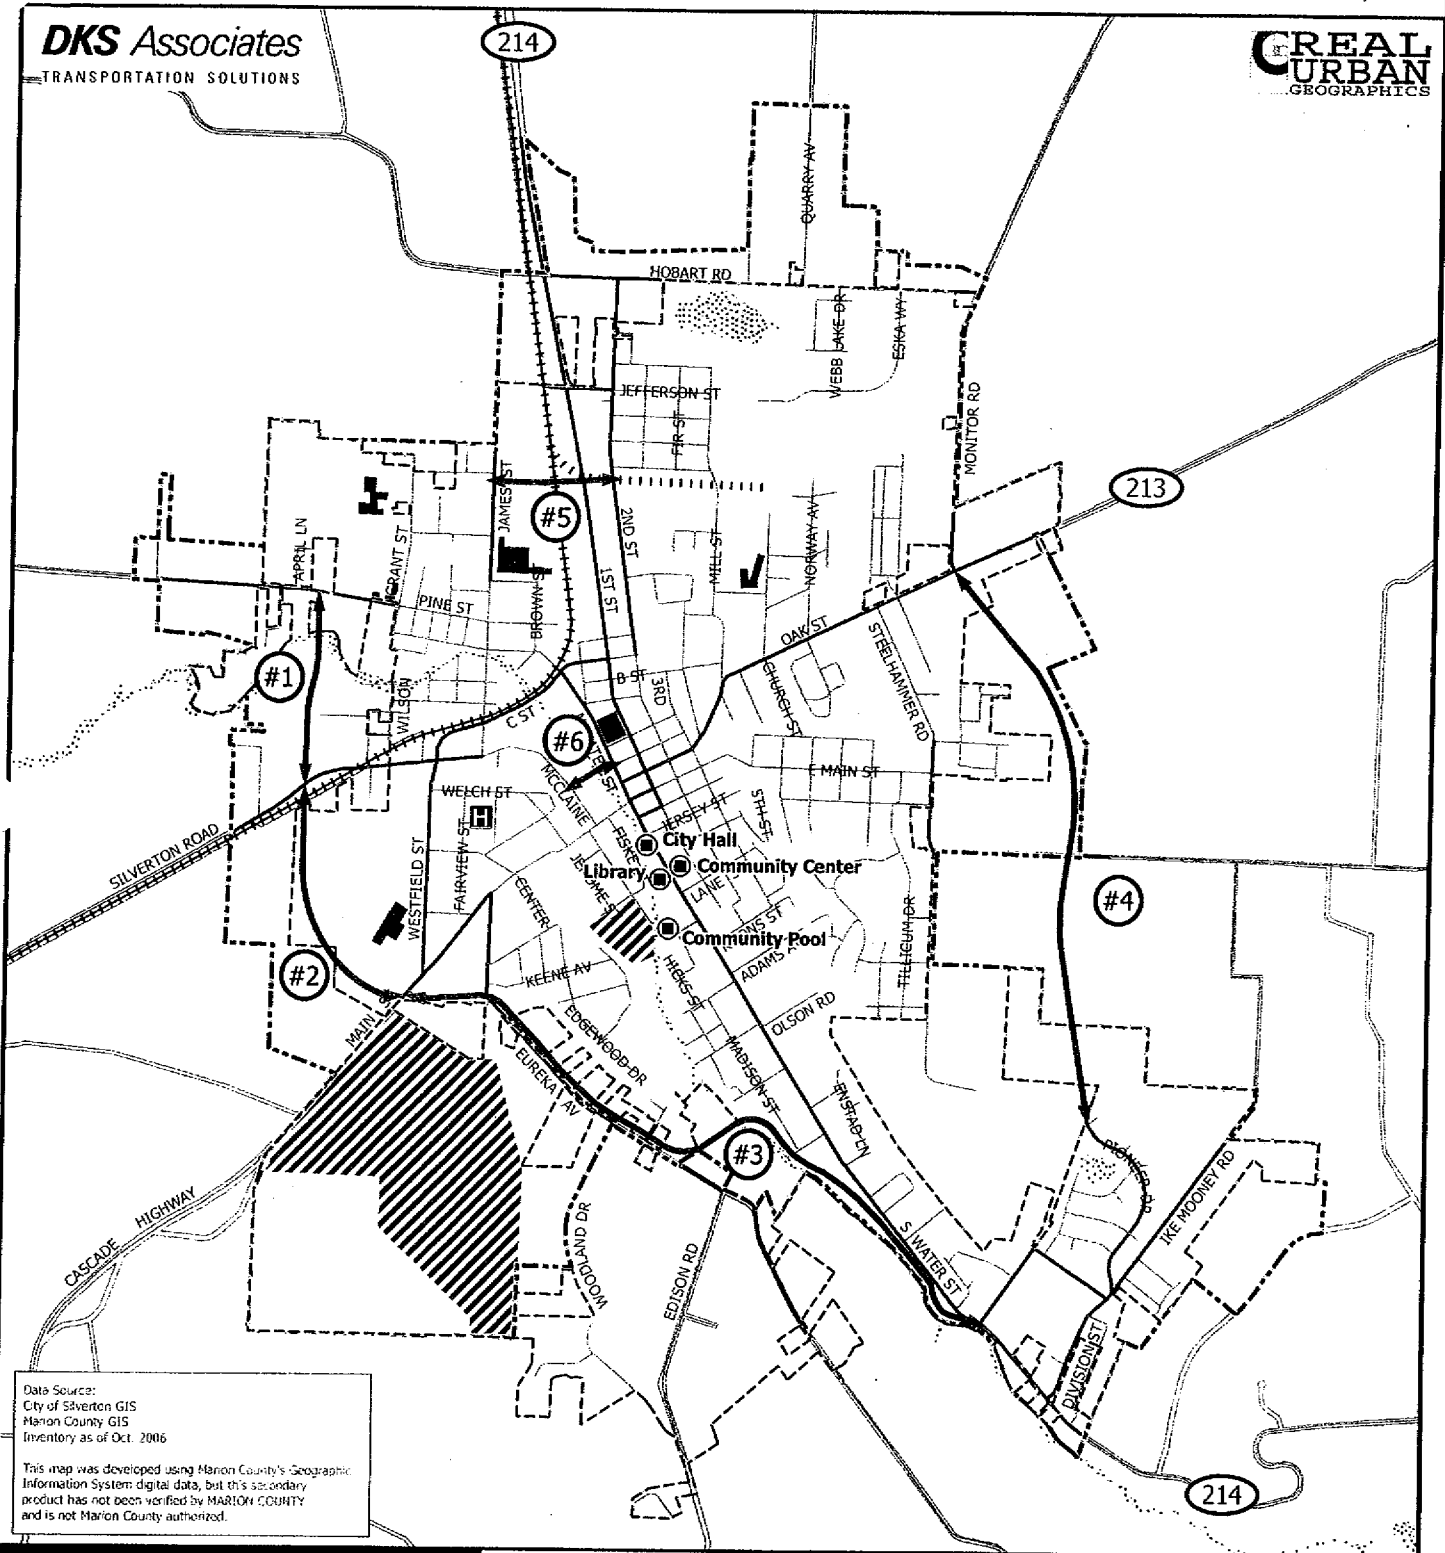 DKS Associates
TRANSPORTATION SOLUTIONS
214
CREAL
URBAN
GEOGRAPHICS
QUARRY AV
HOBART RD
WEBB LAKE DR
ESKA WY
JEFFERSON ST
FIR ST
MONITOR RD
213
JAMES ST
#5
2ND ST
APRIL LN
GRANT ST
MILL ST
NORWAY AV
1ST ST
BROWN ST
PINE ST
OAK ST
STEELHAMMER RD
#1
B ST
3RD
CHURCH ST
WILSON
C ST
#6
E MAIN ST
MCCLAINE
WELCH ST
H
JERSEY ST
5TH ST
SILVERTON ROAD
FISKE
City Hall
Community Center
Library
LANE
WESTFIELD ST
FAIRVIEW ST
CENTER
#4
TILLICUM DR
Community Pool
ADAMS A
#2
KEENE AV
HICKS ST
OLSON RD
MAIN
EDGEWOOD DR
EUREKA AV
MADISON ST
ENSTAD LN
#3
PIONEER DR
IKE MOONEY RD
CASCADE HIGHWAY
WOODLAND DR
EDISON RD
S WATER ST
DIVISION ST
214
Data Source:
City of Silverton GIS
Marion County GIS
Inventory as of Oct. 2006
This map was developed using Marion County's Geographic
Information System digital data, but this secondary
product has not been verified by MARION COUNTY
and is not Marion County authorized.